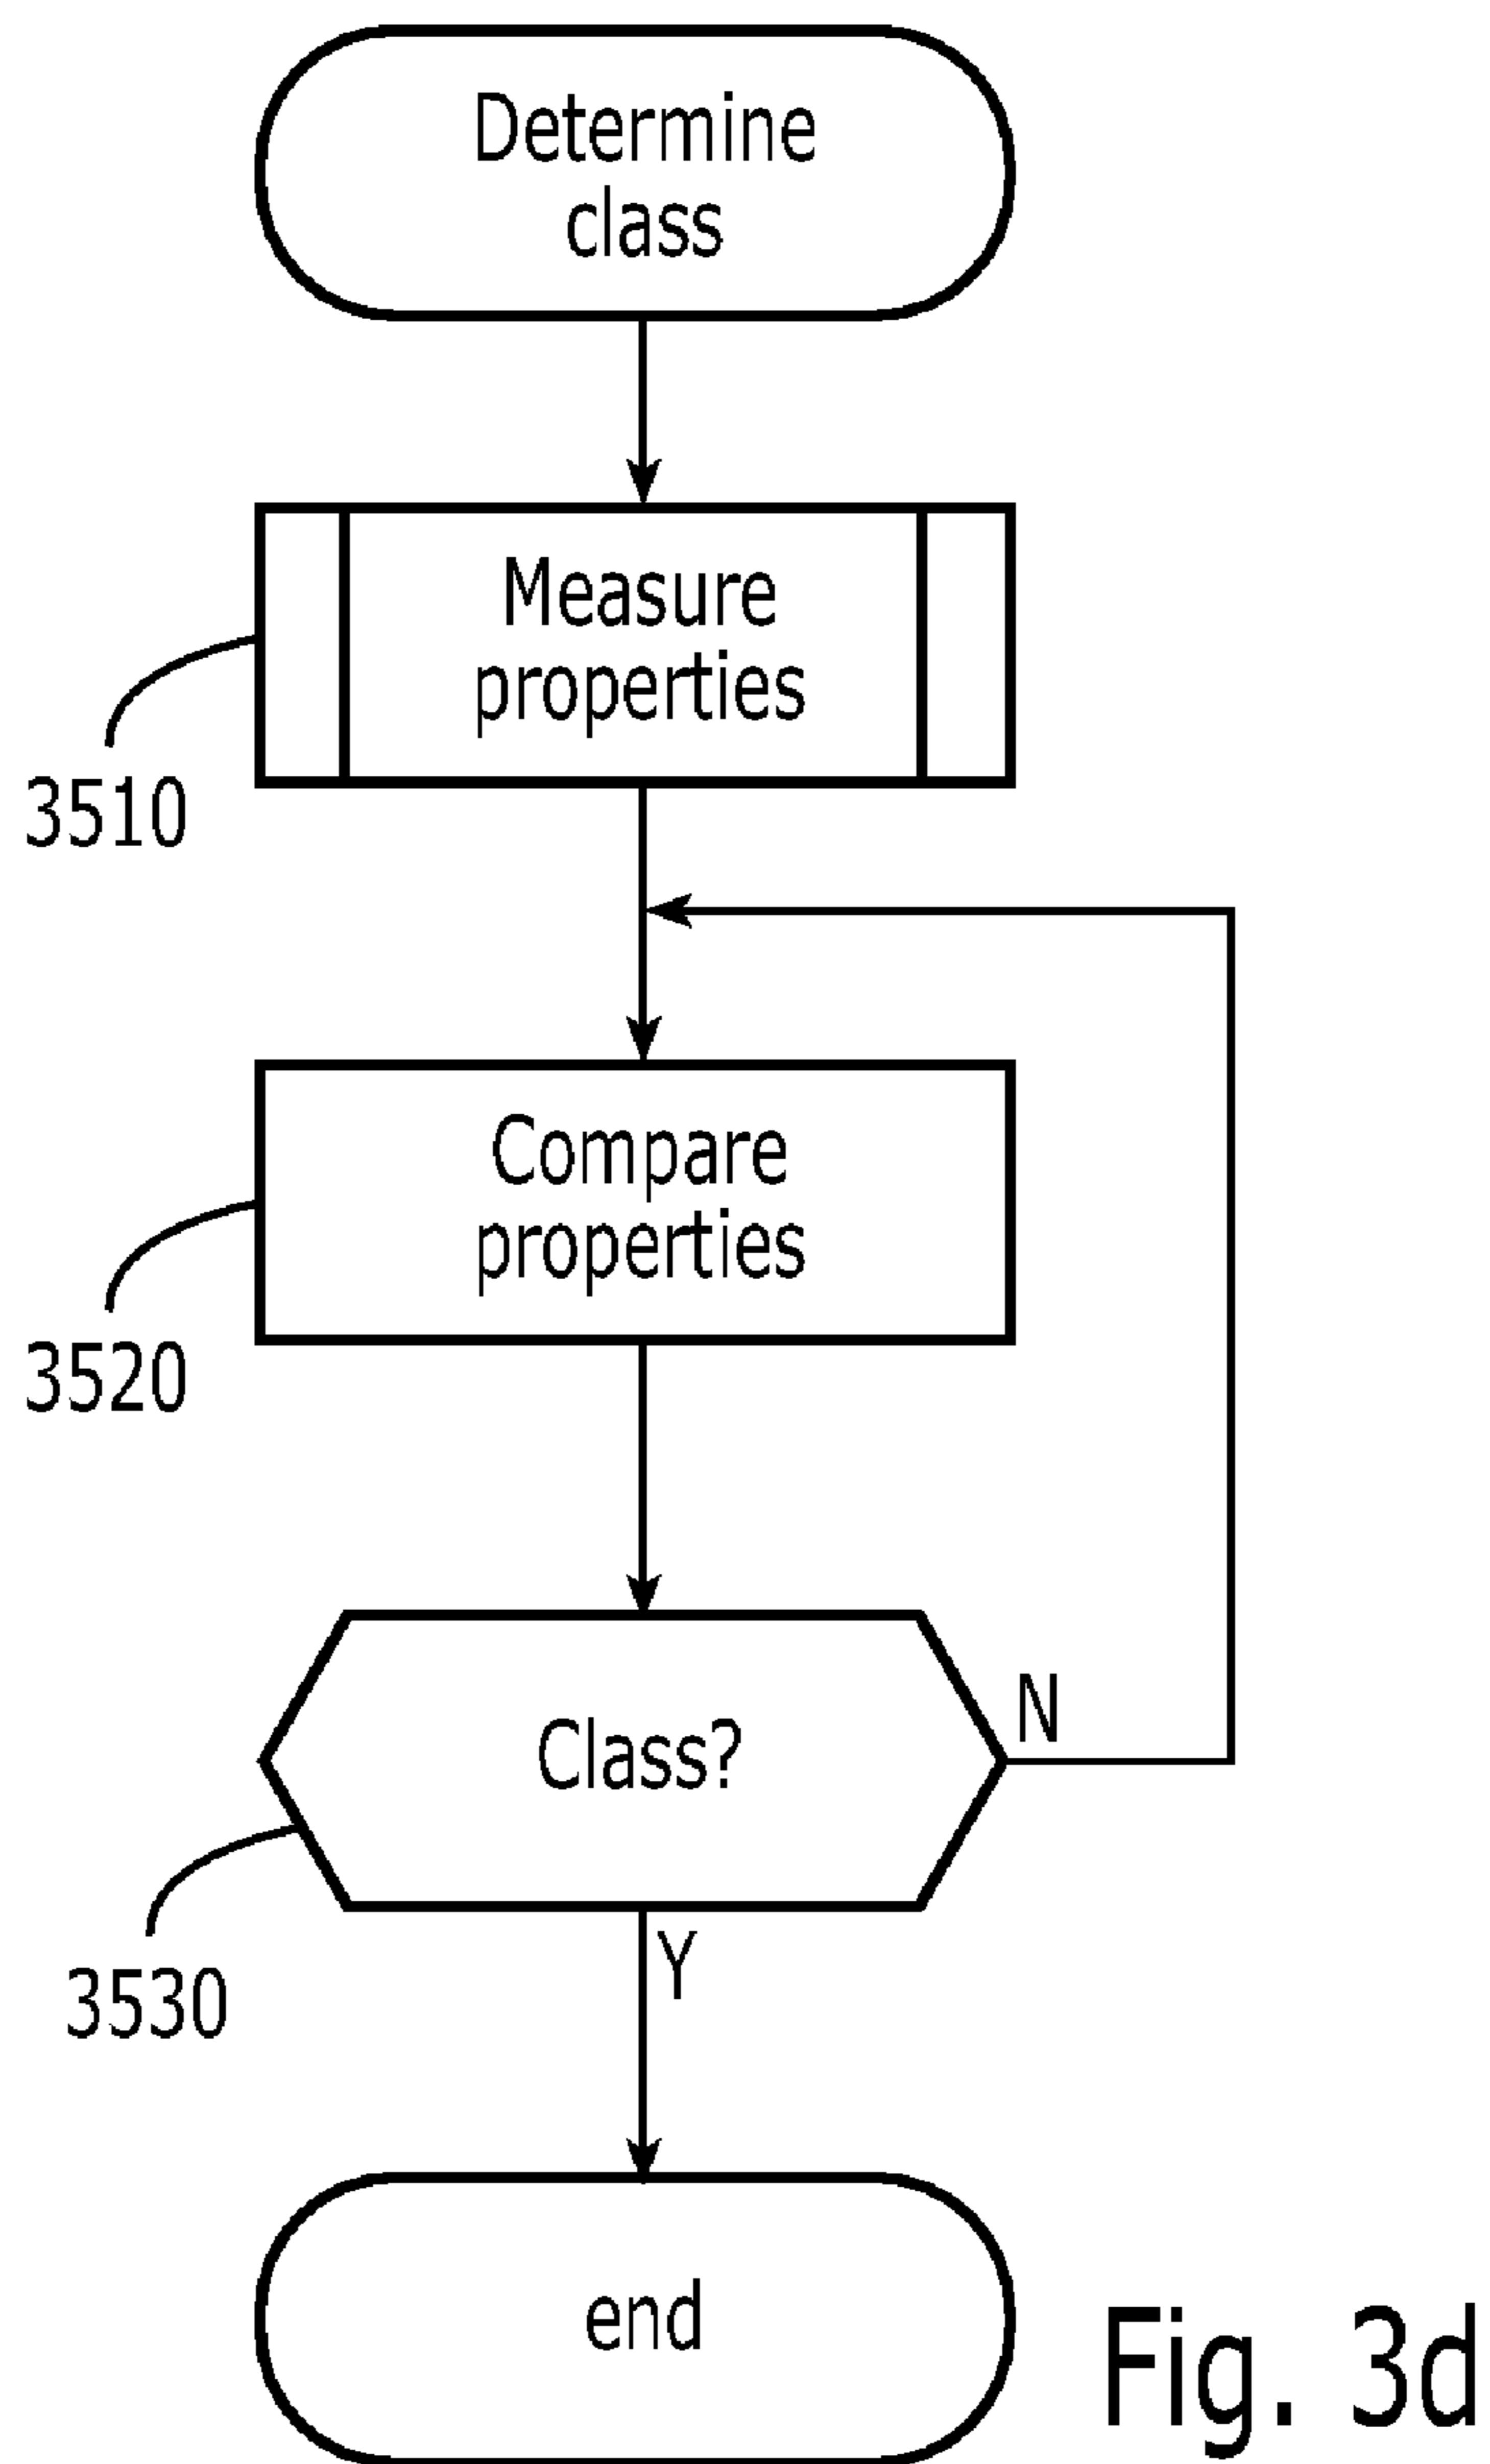 Determine
class
Measure
properties
3510
Compare
properties
3520
Class?
N
3530
Y
end
Fig. 3d